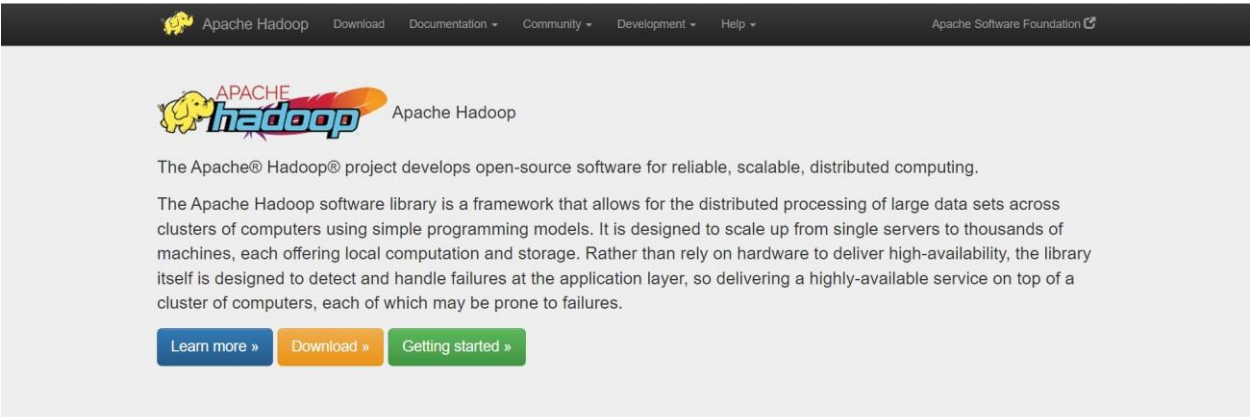 Apache Hadoop Download Documentation Community Development Help Apache Software Foundation
APACHE
hadoop
Apache Hadoop
The Apache® Hadoop® project develops open-source software for reliable, scalable, distributed computing.
The Apache Hadoop software library is a framework that allows for the distributed processing of large data sets across
clusters of computers using simple programming models. It is designed to scale up from single servers to thousands of
machines, each offering local computation and storage. Rather than rely on hardware to deliver high-availability, the library
itself is designed to detect and handle failures at the application layer, so delivering a highly-available service on top of a
cluster of computers, each of which may be prone to failures.
Learn more » Download » Getting started »